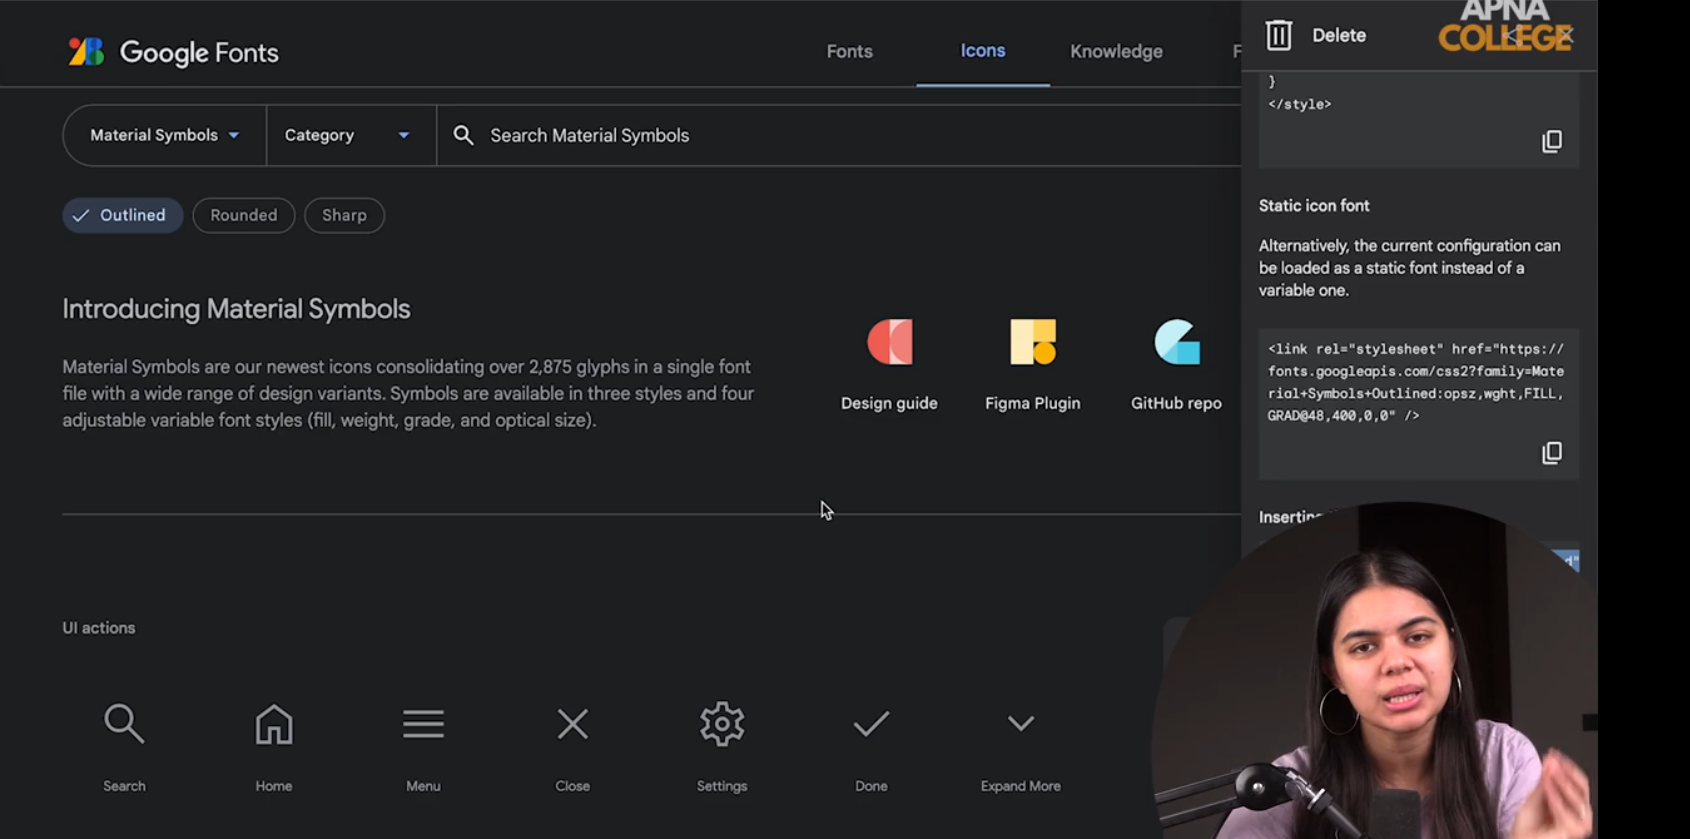 Google Fonts
Fonts
Icons
Knowledge
F
Delete
APNA
COLLEGE
Material Symbols
Category
Search Material Symbols
}
</style>
Outlined
Rounded
Sharp
Static icon font
Alternatively, the current configuration can
be loaded as a static font instead of a
variable one.
Introducing Material Symbols
Material Symbols are our newest icons consolidating over 2,875 glyphs in a single font
file with a wide range of design variants. Symbols are available in three styles and four
adjustable variable font styles (fill, weight, grade, and optical size).
Design guide
Figma Plugin
GitHub repo
<link rel="stylesheet" href="https://
fonts.googleapis.com/css2?family=Mate
rial+Symbols+Outlined:opsz,wght,FILL,
GRAD@48,400,0,0" />
UI actions
Search
Home
Menu
Close
Settings
Done
Expand More